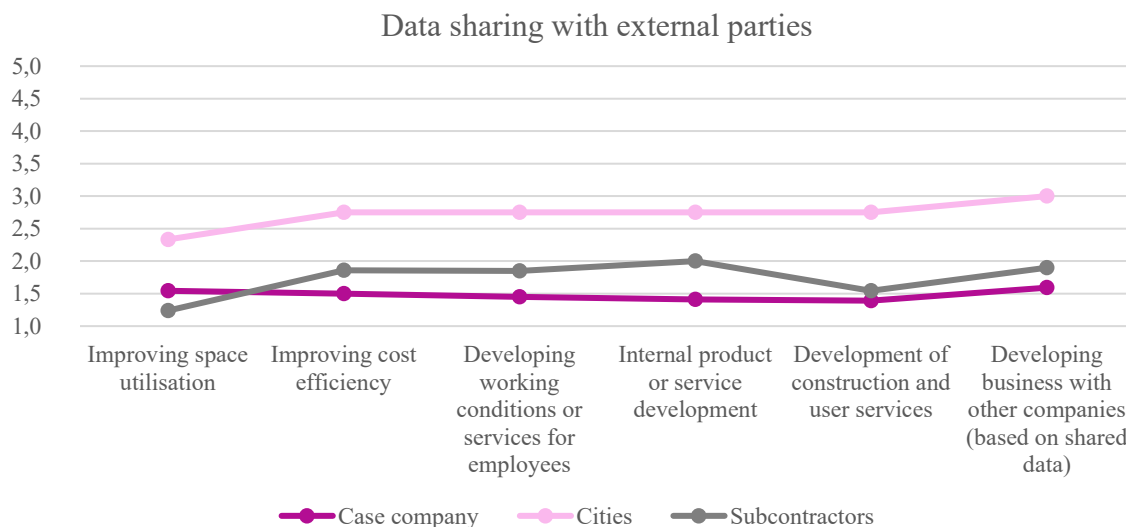 Data sharing with external parties
5,0
4,5
4,0
3,5
3,0
2,5
2,0
1,5
1,0
Improving space
utilisation
Improving cost
efficiency
Developing
working
conditions or
services for
employees
Internal product
or service
development
Development of
construction and
user services
Developing
business with
other companies
(based on shared
data)
Case company
Cities
Subcontractors